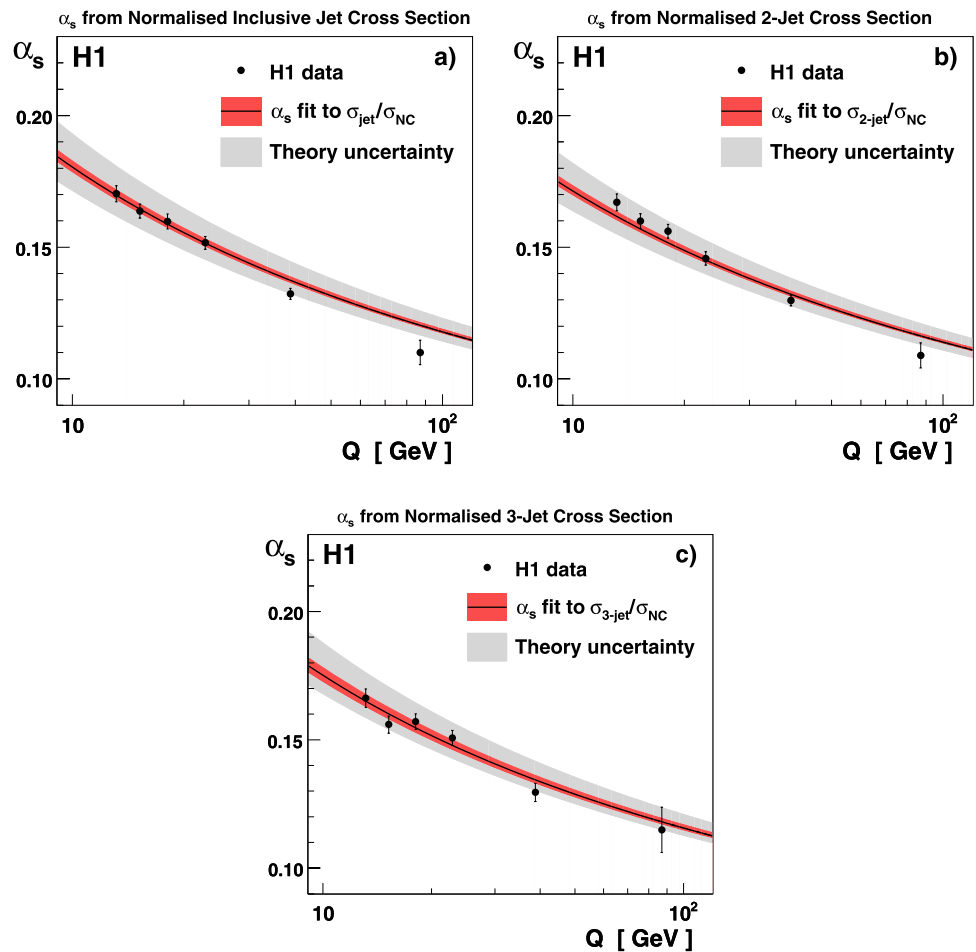 αs from Normalised Inclusive Jet Cross Section
αs
H1
a)
H1 data
αs fit to σjet/σNC
Theory uncertainty
0.20
0.15
0.10
10
10²
Q [ GeV ]
αs from Normalised 2-Jet Cross Section
αs
H1
b)
H1 data
αs fit to σ2-jet/σNC
Theory uncertainty
0.20
0.15
0.10
10
10²
Q [ GeV ]
αs from Normalised 3-Jet Cross Section
αs
H1
c)
H1 data
αs fit to σ3-jet/σNC
Theory uncertainty
0.20
0.15
0.10
10
10²
Q [ GeV ]